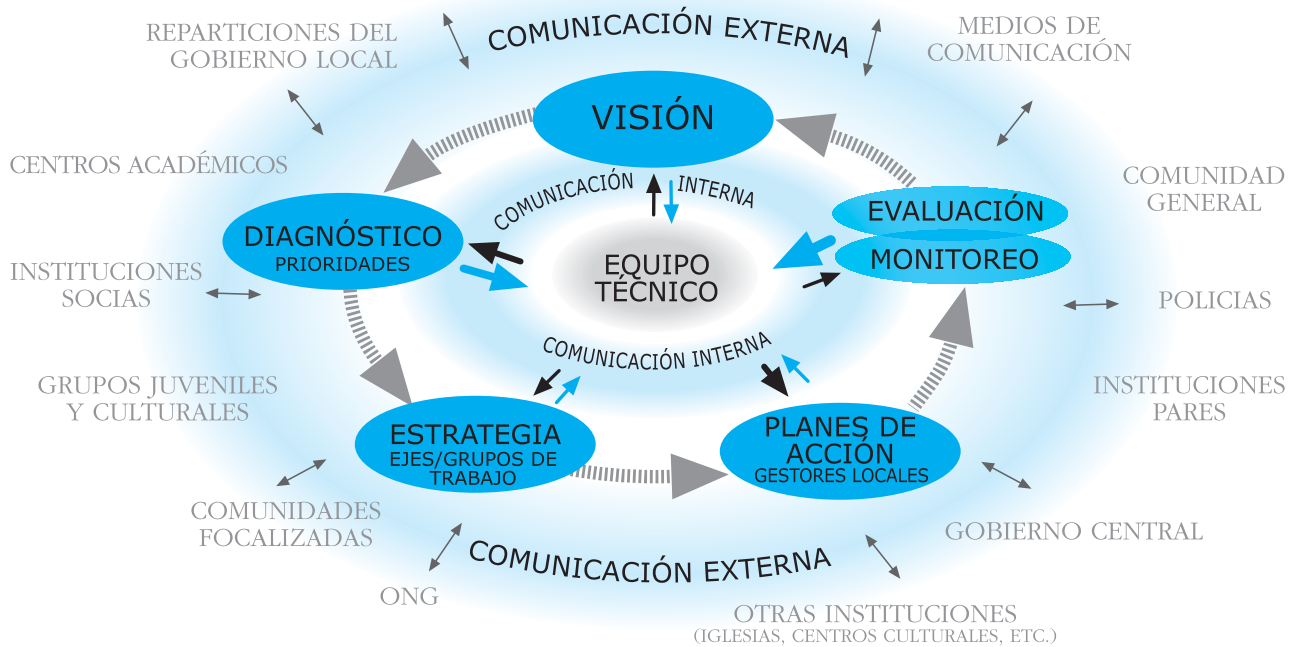 COMUNICACIÓN EXTERNA
REPARTICIONES DEL
GOBIERNO LOCAL
MEDIOS DE
COMUNICACIÓN
VISIÓN
CENTROS ACADÉMICOS
COMUNIDAD
GENERAL
COMUNICACIÓN INTERNA
DIAGNÓSTICO
PRIORIDADES
EQUIPO
TÉCNICO
EVALUACIÓN
MONITOREO
INSTITUCIONES
SOCIAS
POLICIAS
COMUNICACIÓN INTERNA
GRUPOS JUVENILES
Y CULTURALES
INSTITUCIONES
PARES
ESTRATEGIA
EJES/GRUPOS DE
TRABAJO
PLANES DE
ACCIÓN
GESTORES LOCALES
COMUNIDADES
FOCALIZADAS
GOBIERNO CENTRAL
COMUNICACIÓN EXTERNA
ONG
OTRAS INSTITUCIONES
(IGLESIAS, CENTROS CULTURALES, ETC.)